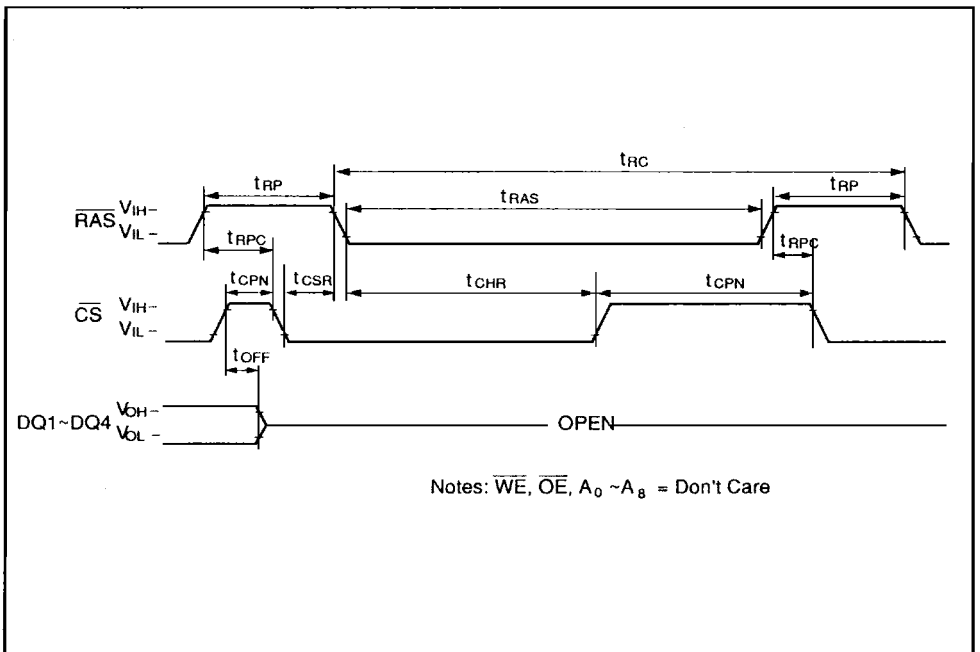 tRC
tRP tRAS tRP
RAS VIH
VIL
tRPC tRPC
tCPN tCSR tCHR tCPN
CS VIH
VIL
tOFF
DQ1~DQ4 VOH
VOL
OPEN
Notes: WE, OE, A0 ~A8 = Don't Care